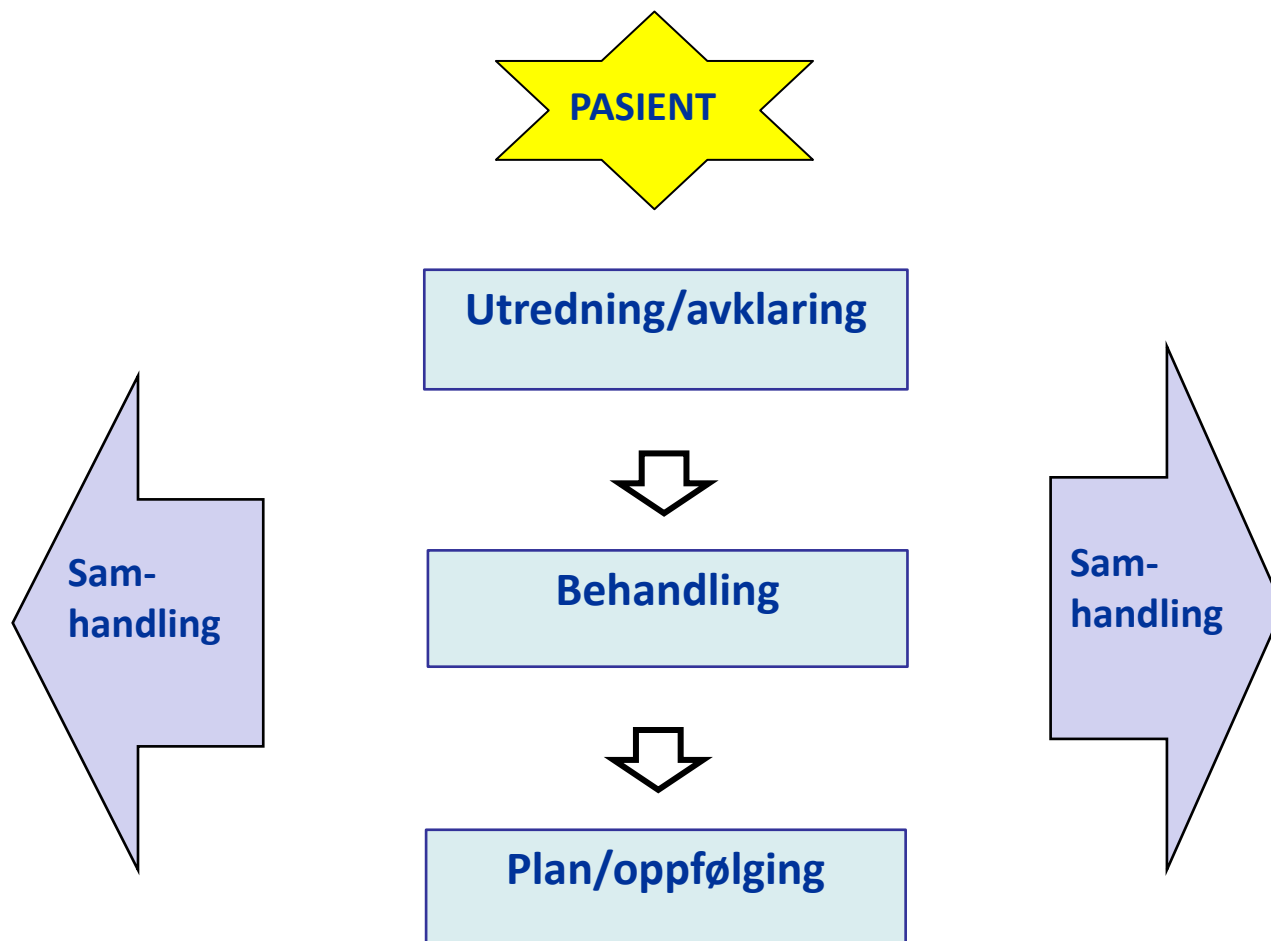 PASIENT
Utredning/avklaring
Sam-
handling
Behandling
Sam-
handling
Plan/oppfølging